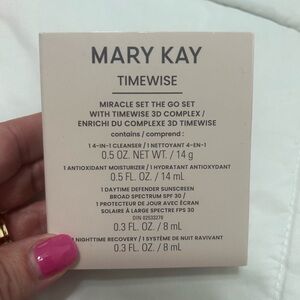 MARY KAY
TIMEWISE
MIRACLE SET THE GO SET
WITH TIMEWISE 3D COMPLEX /
ENRICHI DU COMPLEXE 3D TIMEWISE
contains / comprend :
1 4-IN-1 CLEANSER / 1 NETTOYANT 4-EN-1
0.5 OZ. NET WT. / 14 g
1 ANTIOXIDANT MOISTURIZER / 1 HYDRATANT ANTIOXYDANT
0.5 FL. OZ. / 14 mL
1 DAYTIME DEFENDER SUNSCREEN
BROAD SPECTRUM SPF 30 /
1 PROTECTEUR DE JOUR AVEC ÉCRAN
SOLAIRE À LARGE SPECTRE FPS 30
DIN 02533278
0.3 FL. OZ. / 8 mL
NIGHTTIME RECOVERY / 1 SYSTÈME DE NUIT RAVIVANT
0.3 FL. OZ. / 8 mL